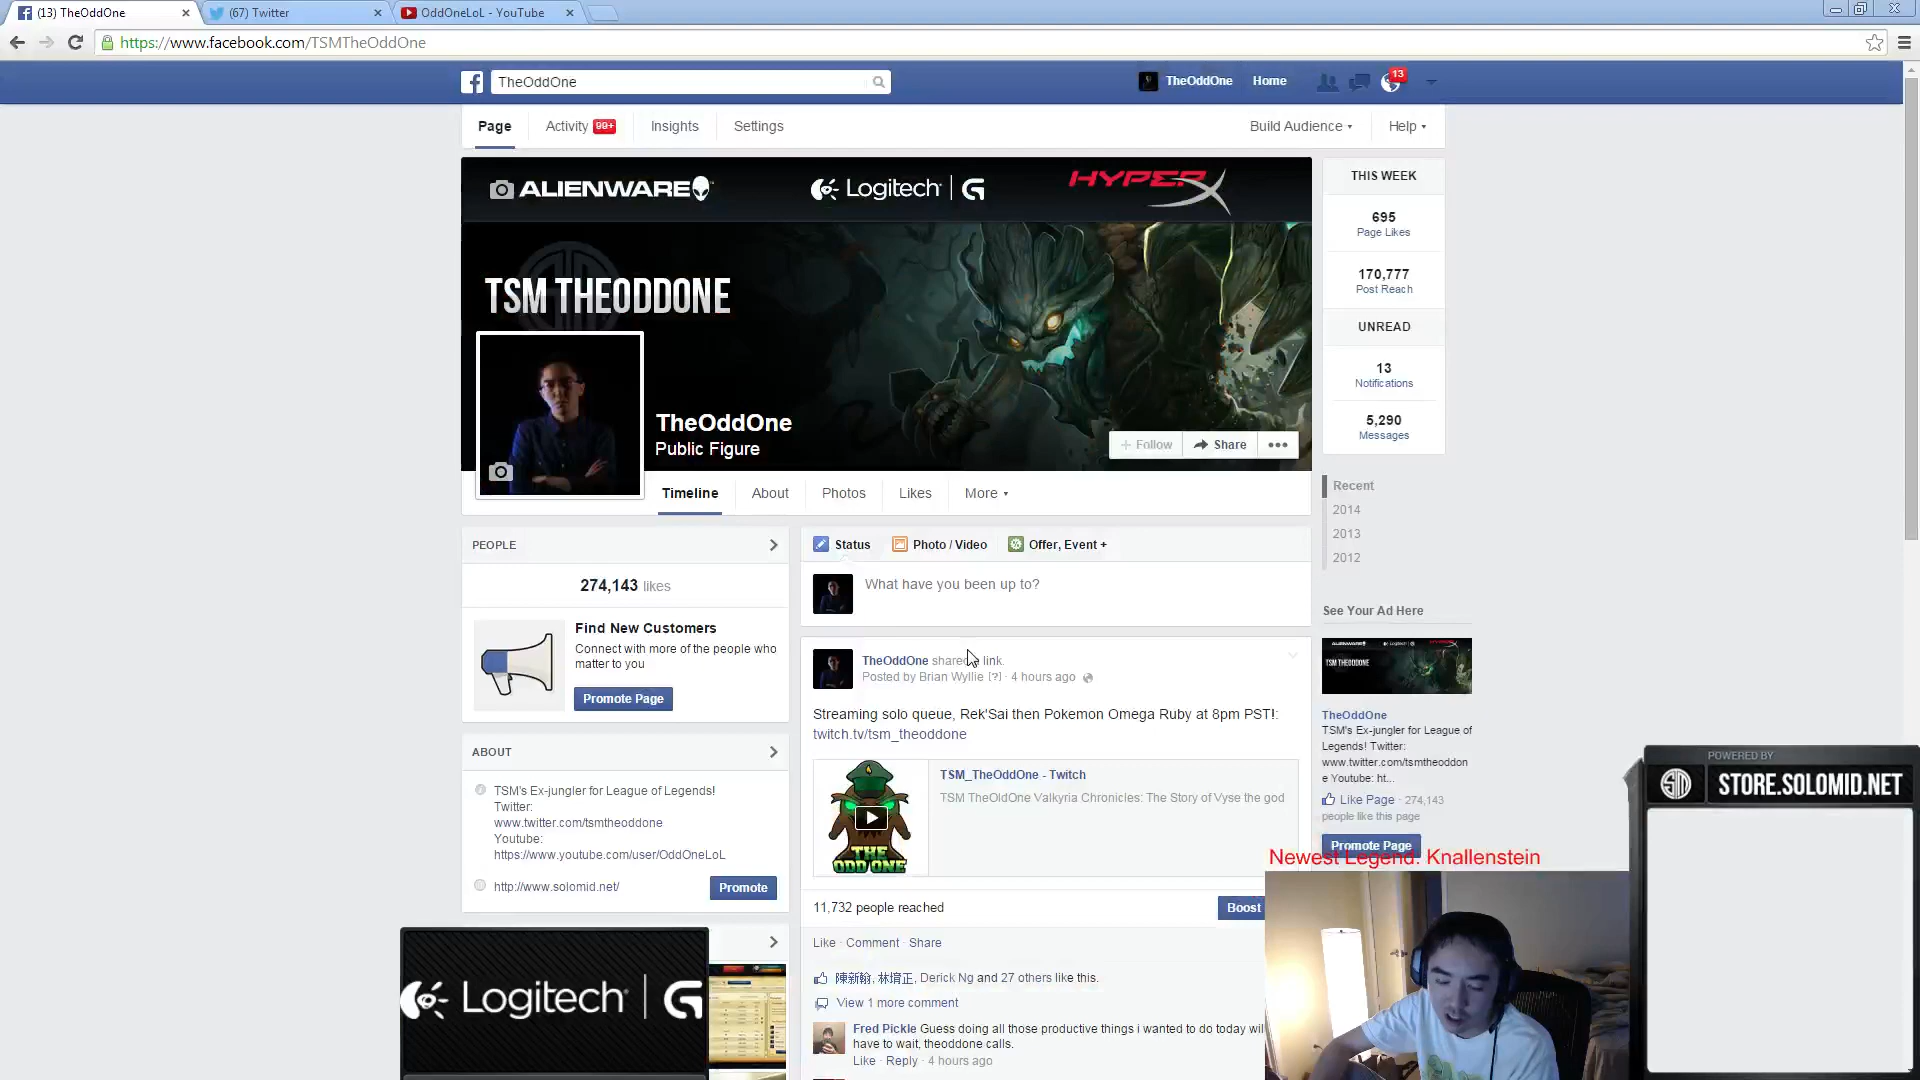 (13) TheOddOne
(67) Twitter
OddOneLoL - YouTube
https://www.facebook.com/TSMTheOddOne
TheOddOne
TheOddOne Home 13
Page Activity 99+ Insights Settings
Build Audience Help
ALIENWARE
Logitech G
HYPERX
TSM THEODDONE
TheOddOne
Public Figure
+ Follow Share
Timeline About Photos Likes More
THIS WEEK
695
Page Likes
170,777
Post Reach
UNREAD
13
Notifications
5,290
Messages
Recent
2014
2013
2012
PEOPLE
274,143 likes
Find New Customers
Connect with more of the people who
matter to you
Promote Page
ABOUT
TSM's Ex-jungler for League of Legends!
Twitter:
www.twitter.com/tsmtheoddone
Youtube:
https://www.youtube.com/user/OddOneLoL
http://www.solomid.net/
Promote
Status Photo / Video Offer, Event +
What have you been up to?
TheOddOne shared link.
Posted by Brian Wyllie [?] · 4 hours ago
Streaming solo queue, Rek'Sai then Pokemon Omega Ruby at 8pm PST!:
twitch.tv/tsm_theoddone
THE
ODD ONE
TSM_TheOddOne - Twitch
TSM TheOldOne Valkyria Chronicles: The Story of Vyse the god
11,732 people reached
Boost
Like · Comment · Share
Derick Ng and 27 others like this.
View 1 more comment
Fred Pickle Guess doing all those productive things i wanted to do today wil
have to wait, theoddone calls.
Like · Reply · 4 hours ago
See Your Ad Here
ALIENWARE Logitech G HYPERX
TSM THEODDONE
TheOddOne
TSM's Ex-jungler for League of
Legends! Twitter:
www.twitter.com/tsmtheoddon
e Youtube: ht...
Like Page · 274,143
people like this page
Promote Page
Newest Legend: Knallenstein
POWERED BY
STORE.SOLOMID.NET
Logitech G